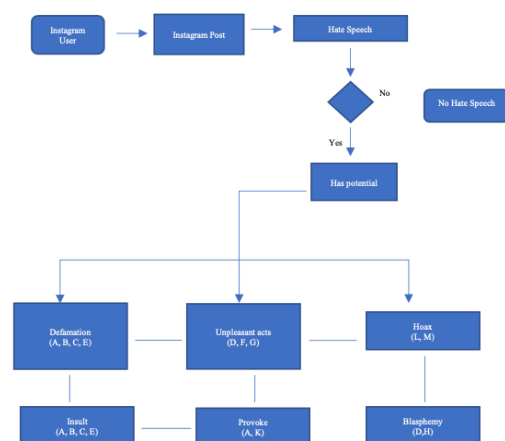 Instagram
User
Instagram Post
Hate Speech
No
No Hate Speech
Yes
Has potential
Defamation
(A, B, C, E)
Unpleasant acts
(D, F, G)
Hoax
(L, M)
Insult
(A, B, C, E)
Provoke
(A, K)
Blasphemy
(D,H)